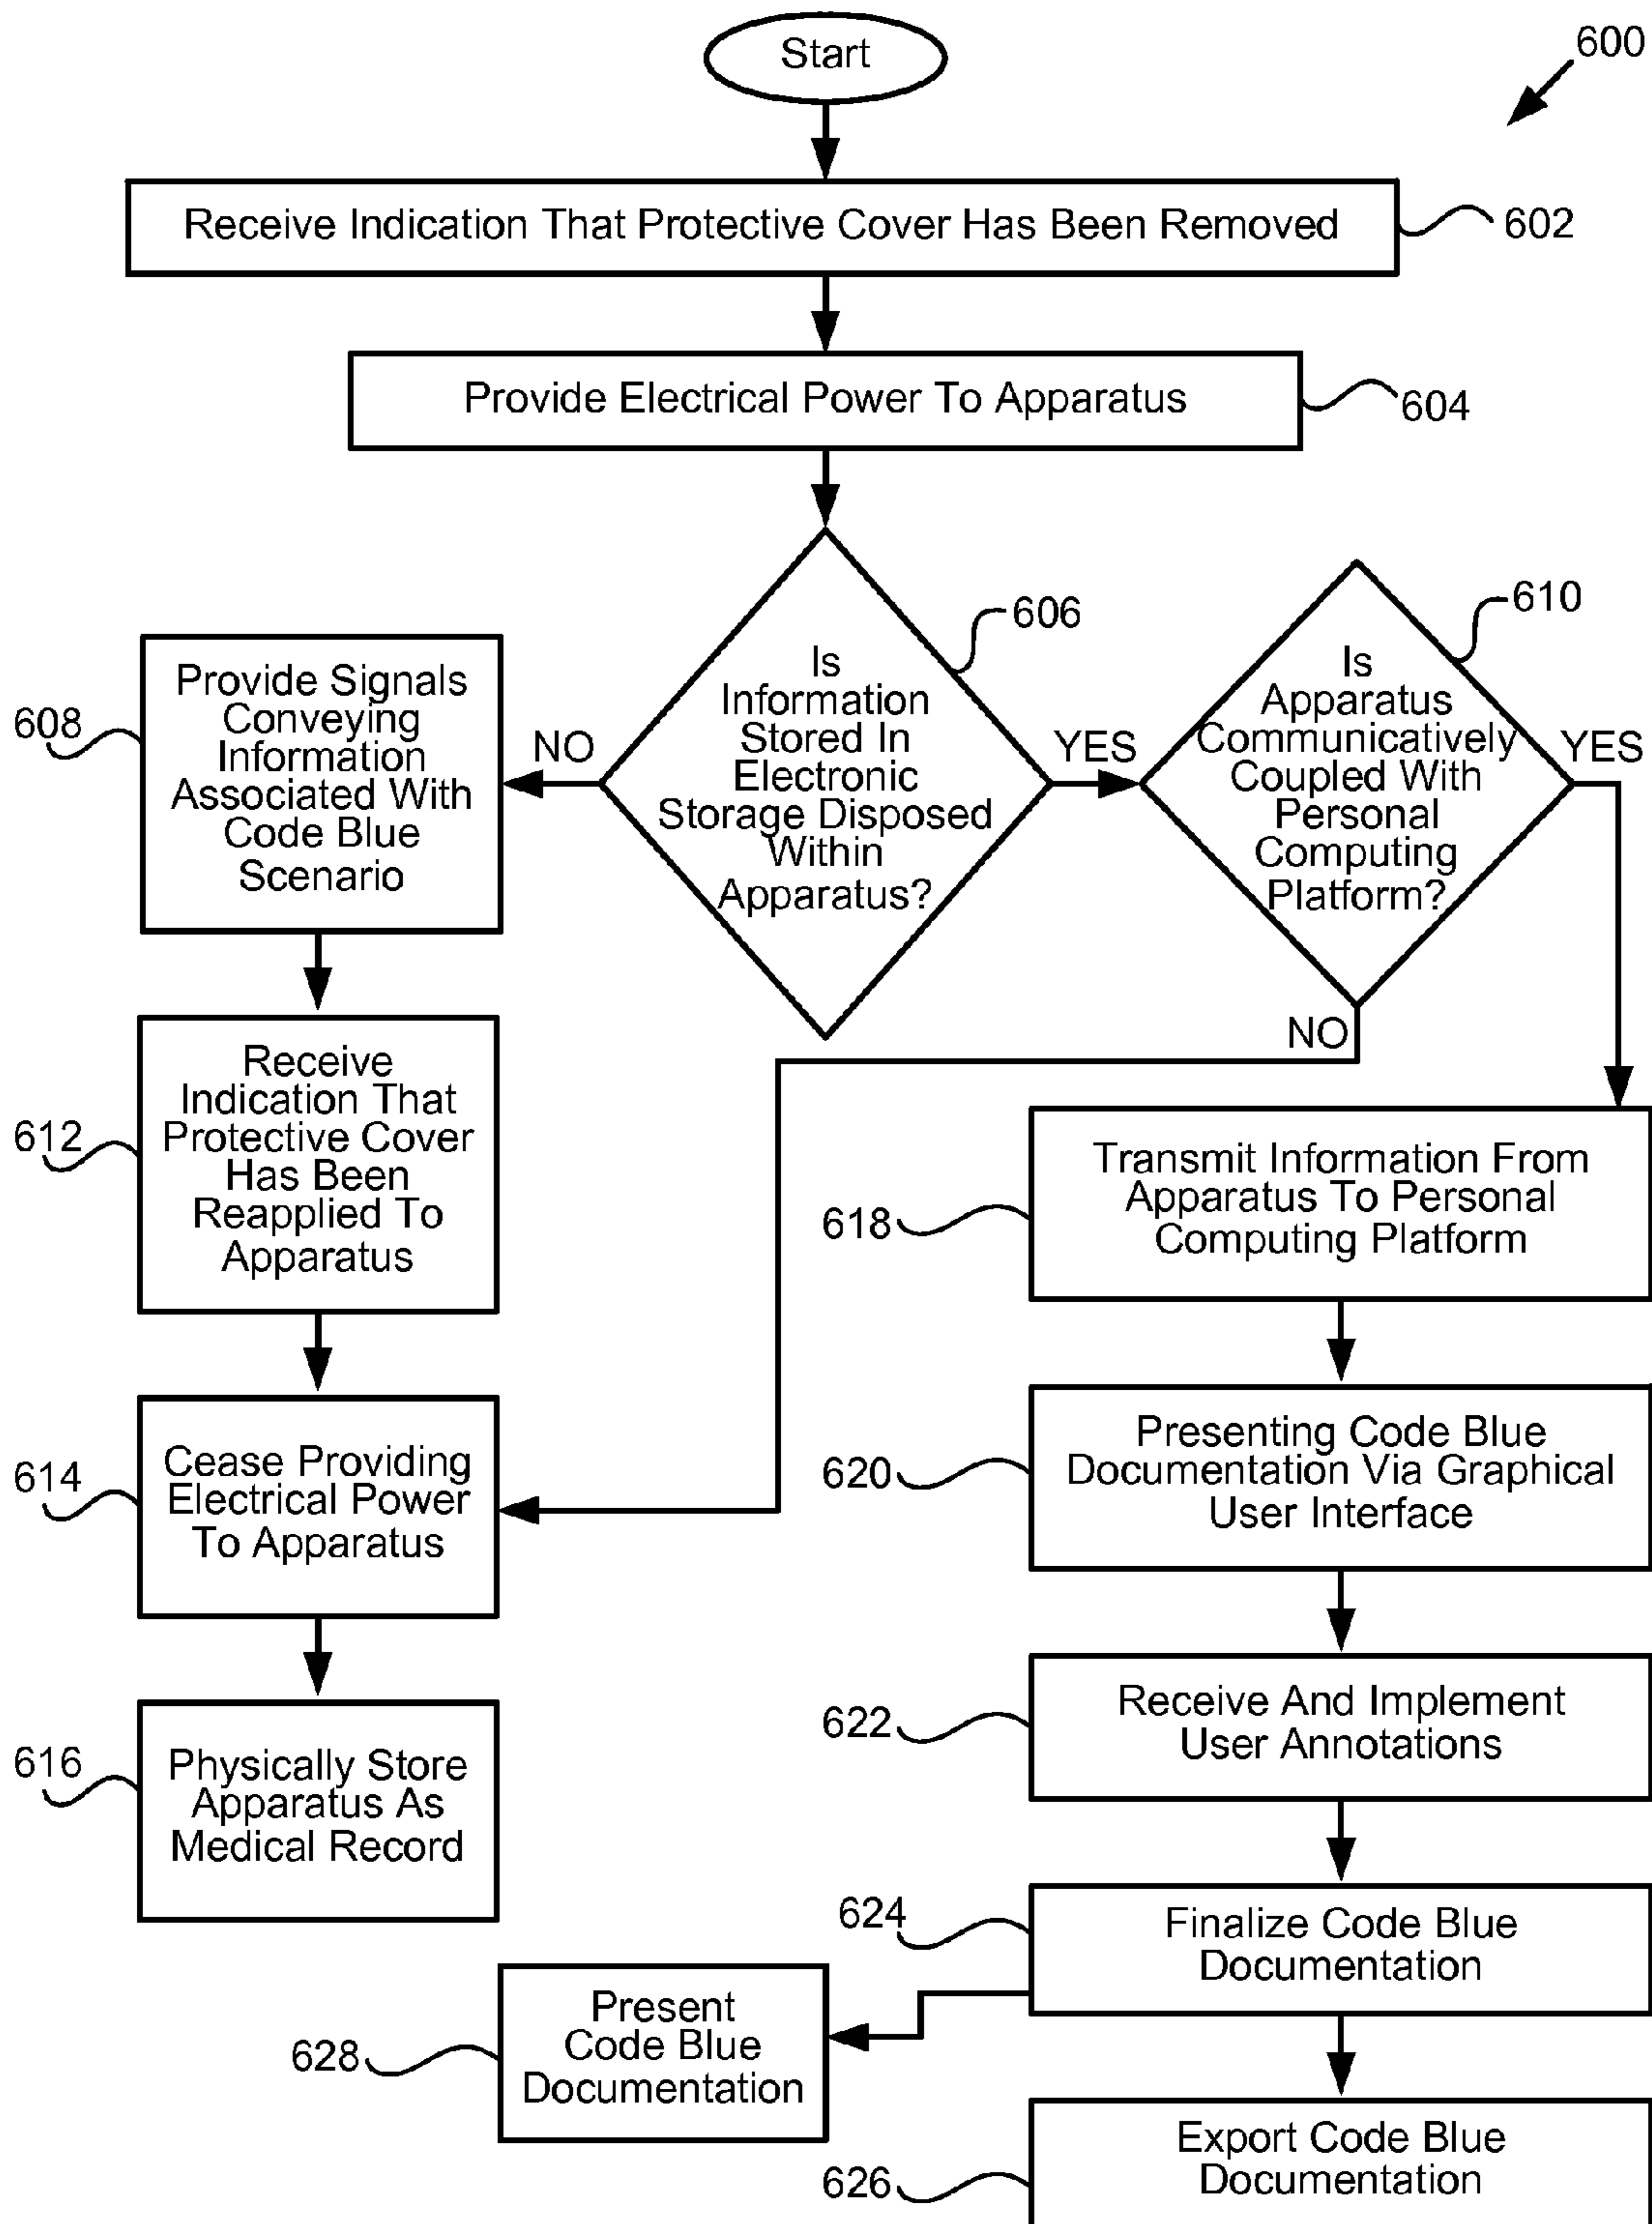 Start
600
Receive Indication That Protective Cover Has Been Removed
602
Provide Electrical Power To Apparatus
604
606
Is
Information
Stored In
Electronic
Storage Disposed
Within
Apparatus?
NO
YES
608
Provide Signals
Conveying
Information
Associated With
Code Blue
Scenario
610
Is
Apparatus
Communicatively
Coupled With
Personal
Computing
Platform?
YES
NO
612
Receive
Indication That
Protective Cover
Has Been
Reapplied To
Apparatus
614
Cease Providing
Electrical Power
To Apparatus
616
Physically Store
Apparatus As
Medical Record
618
Transmit Information From
Apparatus To Personal
Computing Platform
620
Presenting Code Blue
Documentation Via Graphical
User Interface
622
Receive And Implement
User Annotations
624
Finalize Code Blue
Documentation
628
Present
Code Blue
Documentation
626
Export Code Blue
Documentation